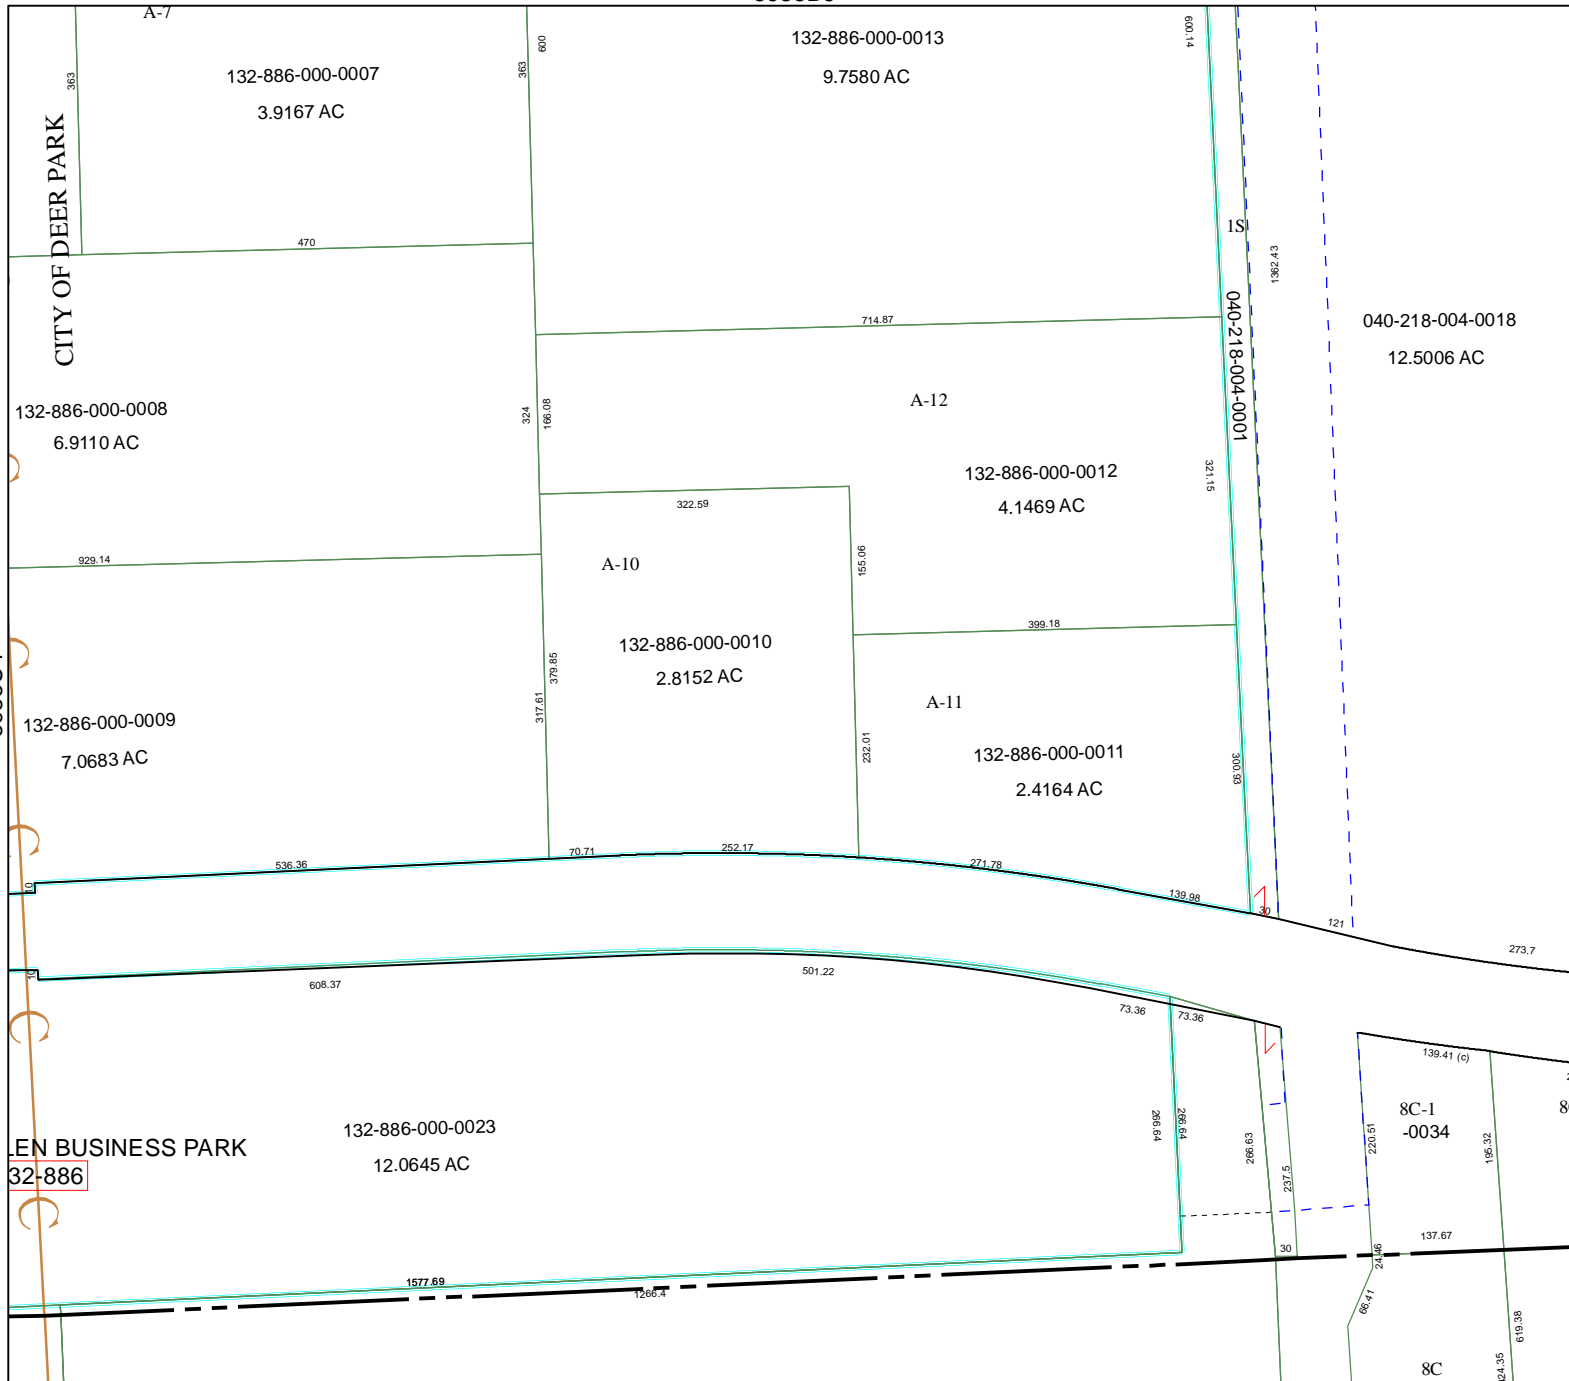 A-7
363
132-886-000-0007
3.9167 AC
363
600
132-886-000-0013
9.7580 AC
600.14
CITY OF DEER PARK
470
1S
1362.43
040-218-004-0001
040-218-004-0018
12.5006 AC
714.87
132-886-000-0008
6.9110 AC
324
166.08
A-12
132-886-000-0012
4.1469 AC
321.15
C
322.59
929.14
A-10
155.06
399.18
132-886-000-0010
2.8152 AC
379.85
317.61
C
A-11
132-886-000-0009
7.0683 AC
232.01
132-886-000-0011
2.4164 AC
300.93
C
536.36
70.71
252.17
271.78
139.98
30
121
273.7
10
10
608.37
501.22
73.36
73.36
C
139.41 (c)
132-886-000-0023
12.0645 AC
266.64
266.64
266.63
237.5
220.51
8C-1
-0034
195.32
LEN BUSINESS PARK
32-886
C
30
24.46
137.67
1577.69
1266.4
66.41
619.38
8C
424.35